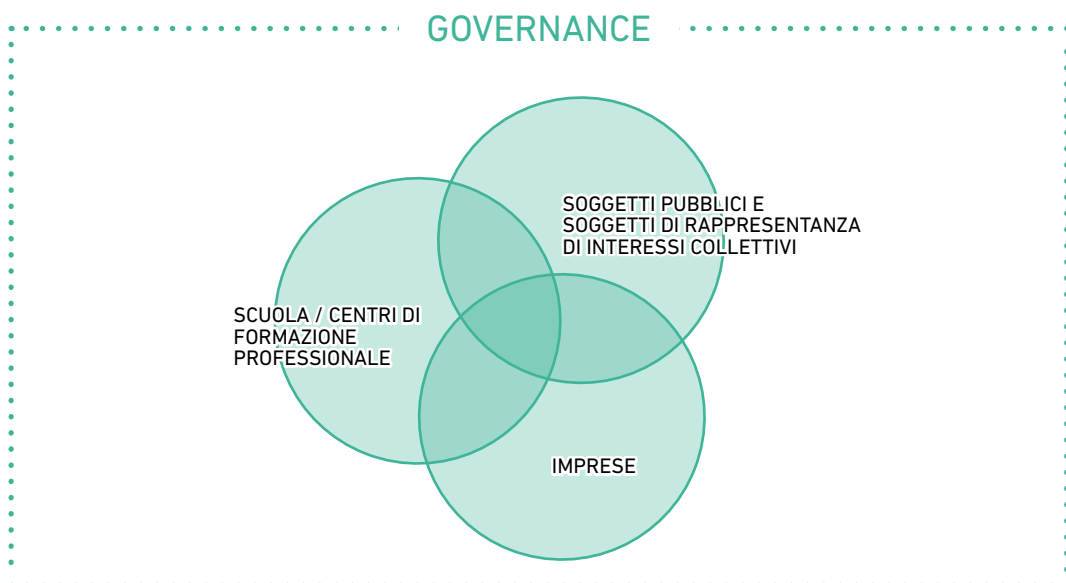 GOVERNANCE
SOGGETTI PUBBLICI E
SOGGETTI DI RAPPRESENTANZA
DI INTERESSI COLLETTIVI
SCUOLA / CENTRI DI
FORMAZIONE
PROFESSIONALE
IMPRESE